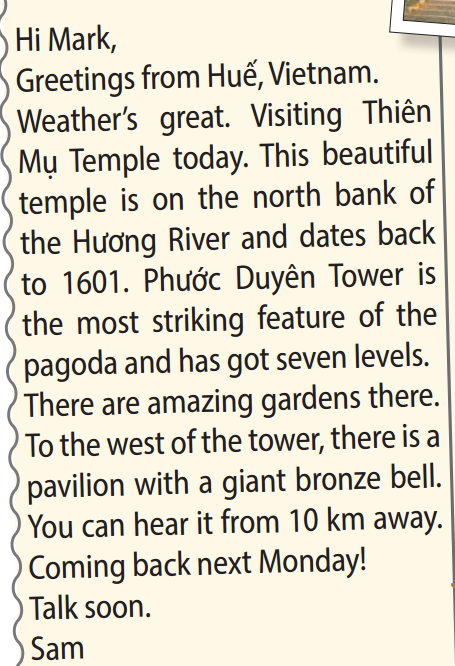 Hi Mark,
Greetings from Huế, Vietnam.
Weather's great. Visiting Thiên
Mụ Temple today. This beautiful
temple is on the north bank of
the Hương River and dates back
to 1601. Phước Duyên Tower is
the most striking feature of the
pagoda and has got seven levels.
There are amazing gardens there.
To the west of the tower, there is a
pavilion with a giant bronze bell.
You can hear it from 10 km away.
Coming back next Monday!
Talk soon.
Sam